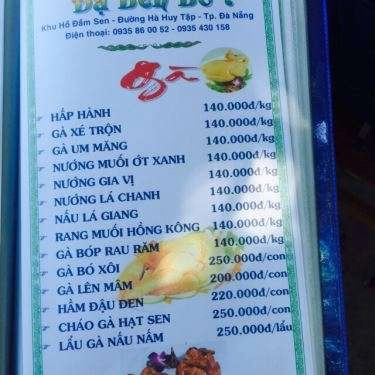 Khu Hồ Đầm Sen - Đường Hà Huy Tập - Tp. Đà Nẵng
Điện thoại: 0935 86 00 52 - 0935 430 158
Gà
HẤP HÀNH 140.000đ/kg
GÀ XÉ TRỘN 140.000đ/kg
GÀ UM MĂNG 140.000đ/kg
NƯỚNG MUỐI ỚT XANH 140.000đ/kg
NƯỚNG GIA VỊ 140.000đ/kg
NƯỚNG LÁ CHANH 140.000đ/kg
NẤU LÁ GIANG 140.000đ/kg
RANG MUỐI HỒNG KÔNG 140.000đ/kg
GÀ BÓP RAU RĂM 140.000đ/kg
GÀ BÓ XÔI 250.000đ/con
GÀ LÊN MÂM 200.000đ/con
HẦM ĐẬU ĐEN 220.000đ/con
CHÁO GÀ HẠT SEN 250.000đ/con
LẨU GÀ NẤU NẤM 250.000đ/lẩu